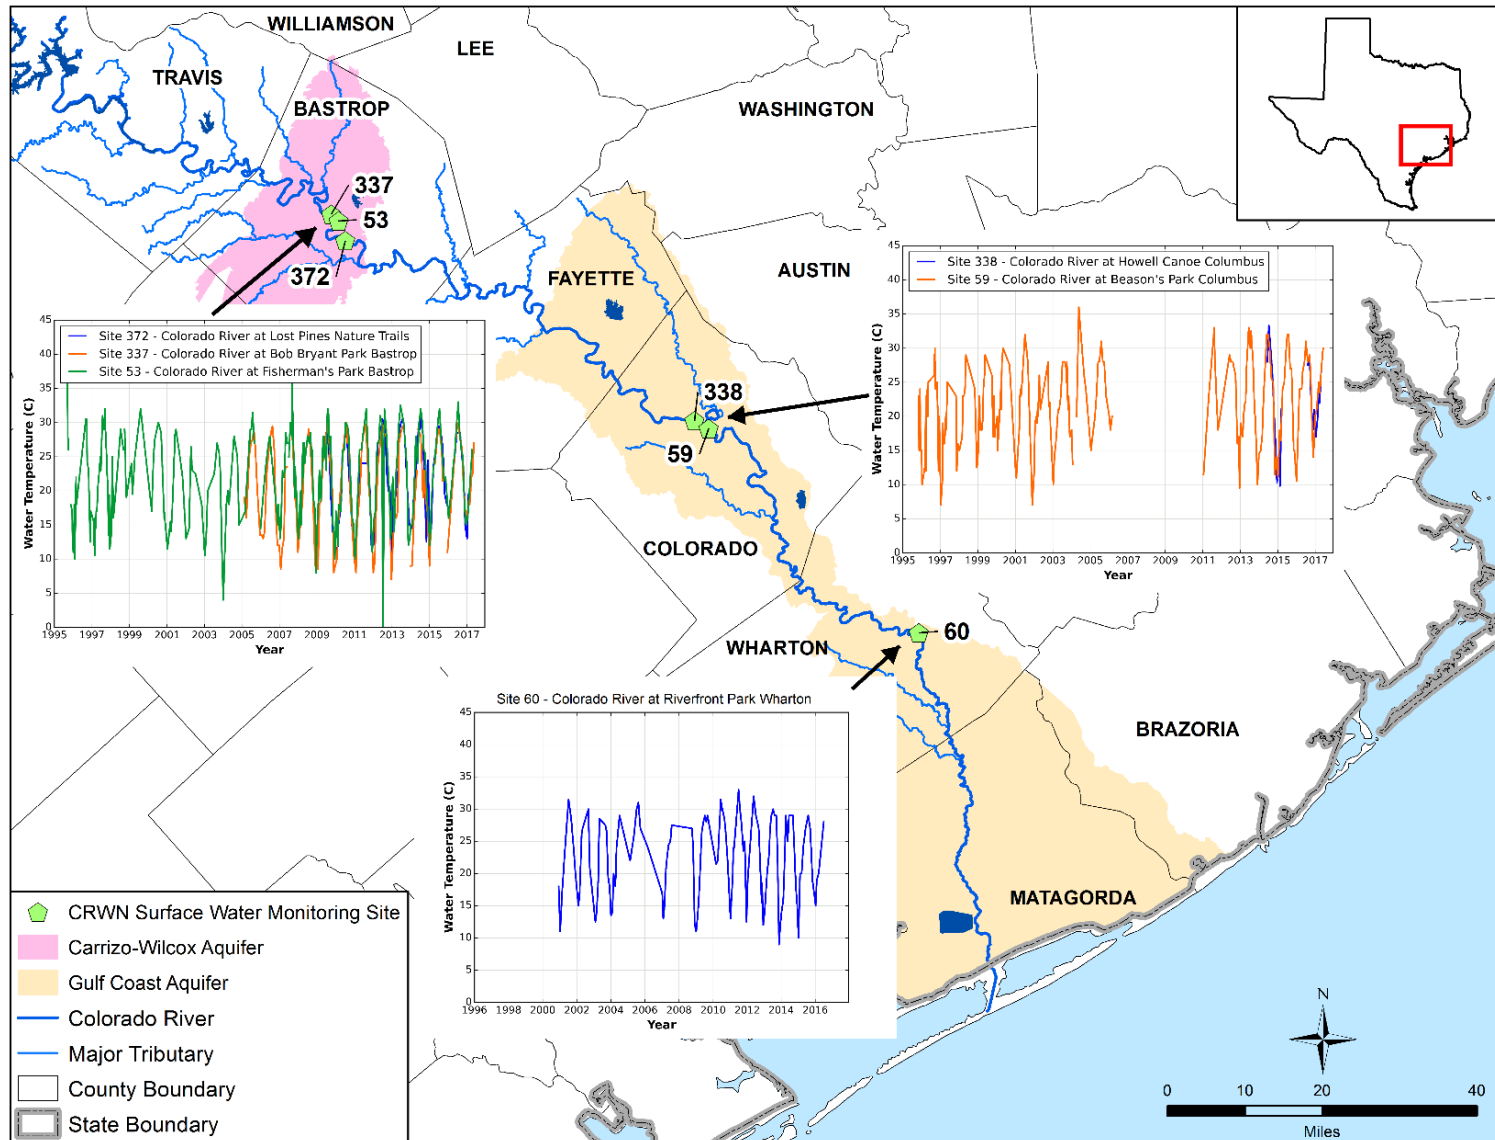 WILLIAMSON
LEE
TRAVIS
BASTROP
WASHINGTON
337
53
372
FAYETTE
AUSTIN
338
59
COLORADO
WHARTON
60
BRAZORIA
MATAGORDA
Site 372 - Colorado River at Lost Pines Nature Trails
Site 337 - Colorado River at Bob Bryant Park Bastrop
Site 53 - Colorado River at Fisherman's Park Bastrop
Water Temperature (C)
45
40
35
30
25
20
15
10
5
0
1995 1997 1999 2001 2003 2005 2007 2009 2011 2013 2015 2017
Year
Site 338 - Colorado River at Howell Canoe Columbus
Site 59 - Colorado River at Beason's Park Columbus
Water Temperature (C)
45
40
35
30
25
20
15
10
5
0
1995 1997 1999 2001 2003 2005 2007 2009 2011 2013 2015 2017
Year
Site 60 - Colorado River at Riverfront Park Wharton
Water Temperature (C)
45
40
35
30
25
20
15
10
5
0
1996 1998 2000 2002 2004 2006 2008 2010 2012 2014 2016
Year
CRWN Surface Water Monitoring Site
Carrizo-Wilcox Aquifer
Gulf Coast Aquifer
Colorado River
Major Tributary
County Boundary
State Boundary
N
0 10 20 40
Miles